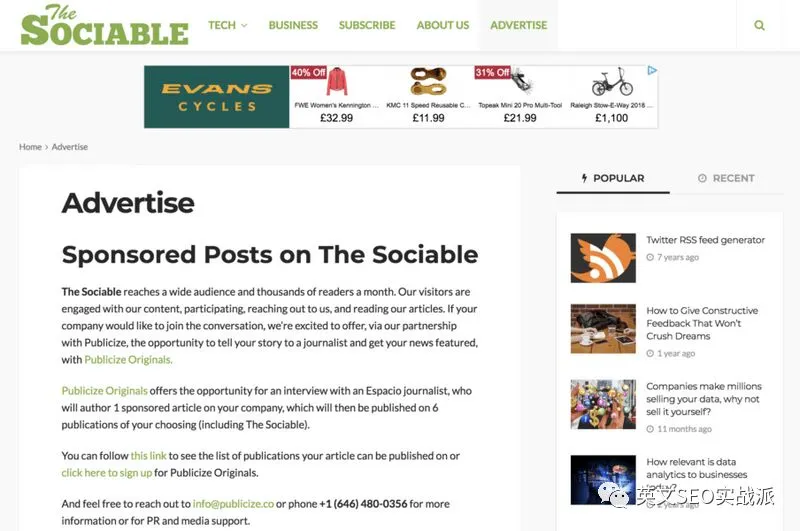 The
SOCIABLE
TECH
BUSINESS
SUBSCRIBE
ABOUT US
ADVERTISE
EVANS
CYCLES
40% Off
FWE Women's Kennington ...
£32.99
KMC 11 Speed Reusable C...
£11.99
31% Off
Topeak Mini 20 Pro Multi-Tool
£21.99
Raleigh Stow-E-Way 2018 ...
£1,100
Home > Advertise
Advertise
Sponsored Posts on The Sociable
The Sociable reaches a wide audience and thousands of readers a month. Our visitors are
engaged with our content, participating, reaching out to us, and reading our articles. If your
company would like to join the conversation, we're excited to offer, via our partnership
with Publicize, the opportunity to tell your story to a journalist and get your news featured,
with Publicize Originals.
Publicize Originals offers the opportunity for an interview with an Espacio journalist, who
will author 1 sponsored article on your company, which will then be published on 6
publications of your choosing (including The Sociable).
You can follow this link to see the list of publications your article can be published on or
click here to sign up for Publicize Originals.
And feel free to reach out to info@publicize.co or phone +1 (646) 480-0356 for more
information or for PR and media support.
POPULAR
RECENT
Twitter RSS feed generator
7 years ago
How to Give Constructive
Feedback That Won't
Crush Dreams
1 year ago
Companies make millions
selling your data, why not
sell it yourself?
11 months ago
How relevant is data
analytics to businesses
today?
2 years ago
英文SEO实战派